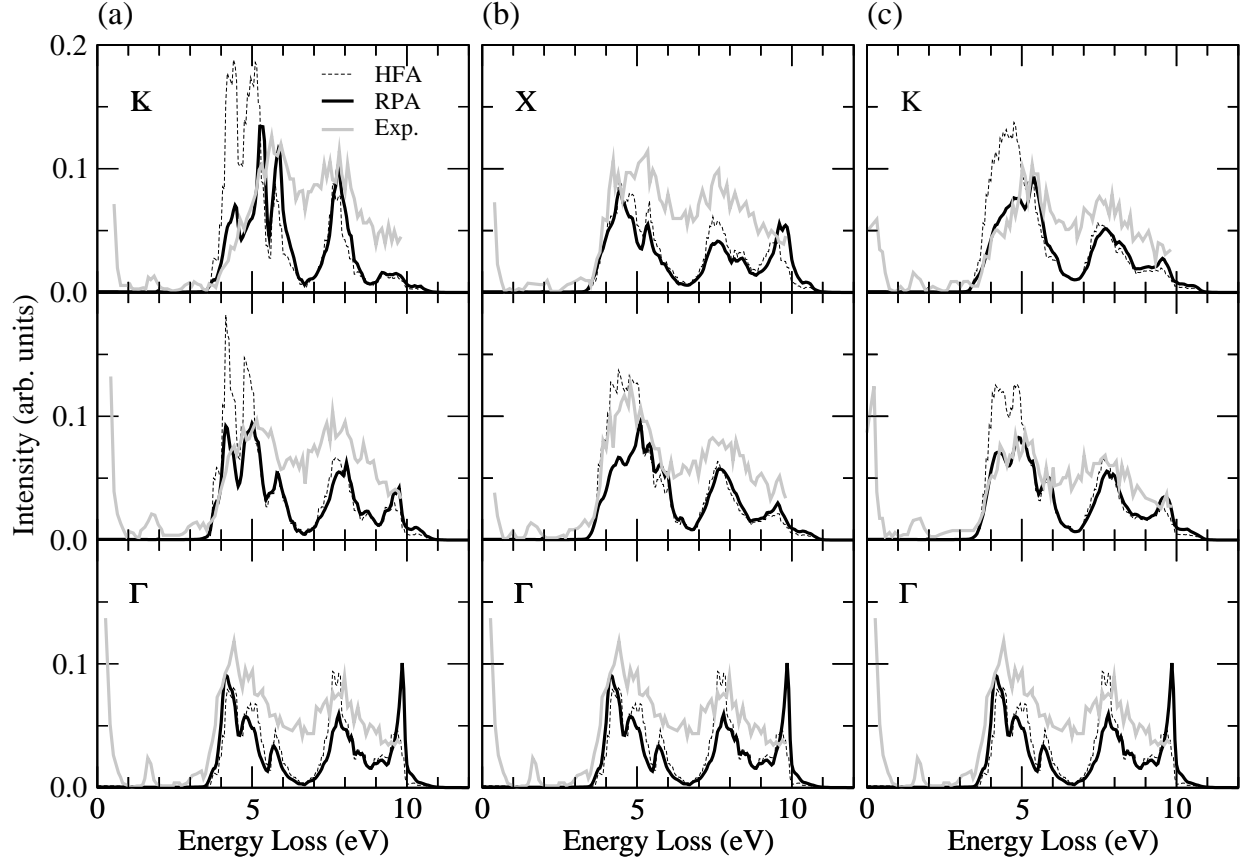 (a) (b) (c)
0.2
HFA
RPA
Exp.
K X K
0.1
0.0
Intensity (arb. units)
0.1
0.0
Γ Γ Γ
0.1
0.0
0 5 10 0 5 10 0 5 10
Energy Loss (eV) Energy Loss (eV) Energy Loss (eV)